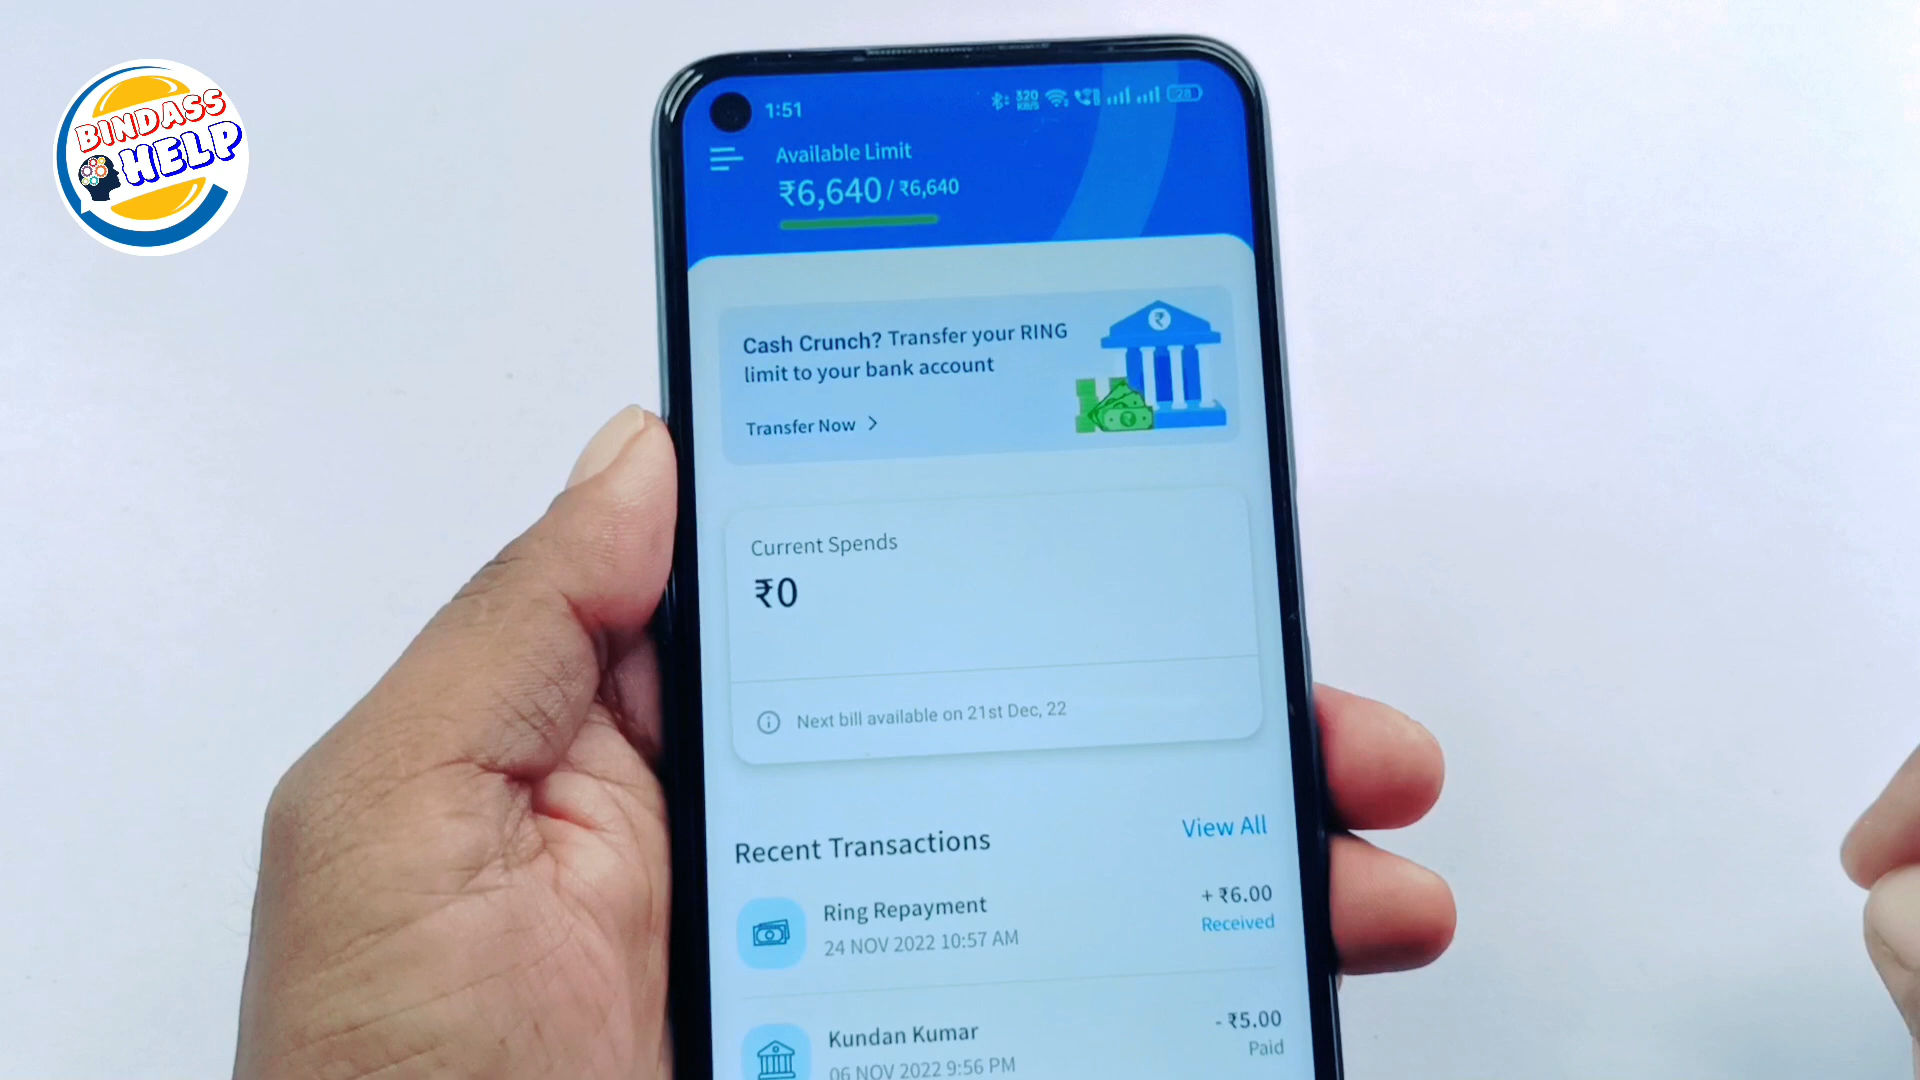 BINDASS
HELP
1:51
320
KB/S
28
Available Limit
₹6,640 / ₹6,640
Cash Crunch? Transfer your RING
limit to your bank account
Transfer Now >
₹
Current Spends
₹0
Next bill available on 21st Dec, 22
Recent Transactions
View All
Ring Repayment
+ ₹6.00
24 NOV 2022 10:57 AM
Received
Kundan Kumar
- ₹5.00
06 NOV 2022 9:56 PM
Paid